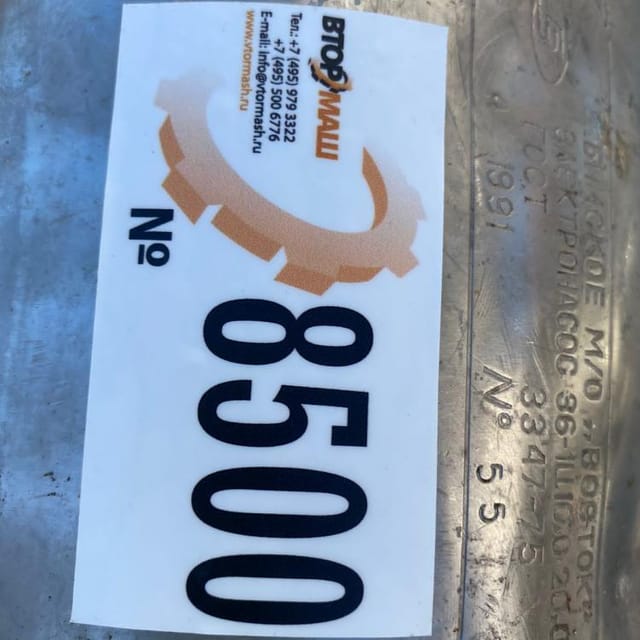 ВТОРМАШ
Тел.: +7 (495) 979 3322
+7 (495) 500 6776
E-mail: info@vtormash.ru
www.vtormash.ru
№
8500
М/О „ВОSТОК"
ЭЛЕКТРОНАСОС
ГОСТ 3347-75
1991 № 55